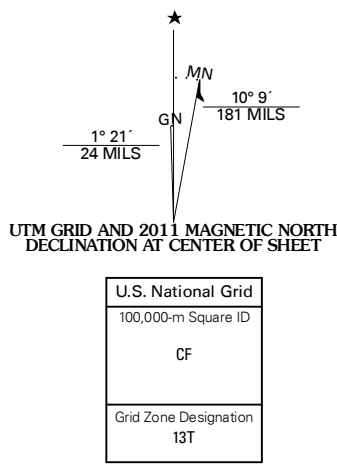 MN
GN
10° 9´
181 MILS
1° 21´
24 MILS
UTM GRID AND 2011 MAGNETIC NORTH
DECLINATION AT CENTER OF SHEET
U.S. National Grid
100,000-m Square ID
CF
Grid Zone Designation
13T